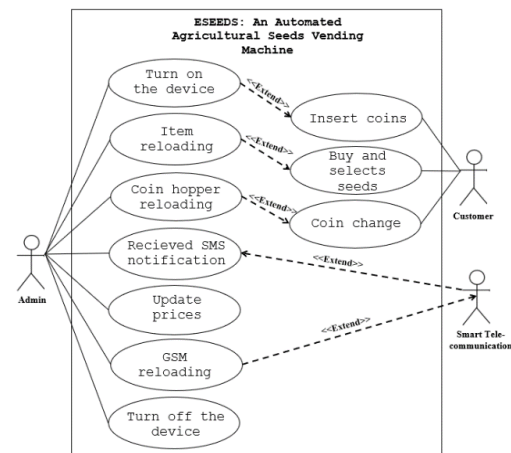 ESEEDS: An Automated
Agricultural Seeds Vending
Machine
Turn on
the device
<<Extend>>
Insert coins
Item
reloading
<<Extend>>
Buy and
selects
seeds
Customer
Coin hopper
reloading
<<Extend>>
Coin change
Recieved SMS
notification
<<Extend>>
Admin
Update
prices
<<Extend>>
Smart Tele-
communication
GSM
reloading
Turn off the
device